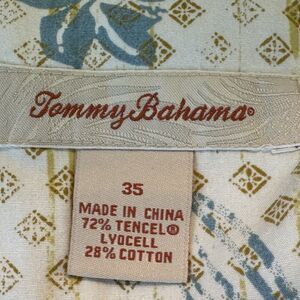 Tommy Bahama®
35
MADE IN CHINA
72% TENCEL®
LYOCELL
28% COTTON